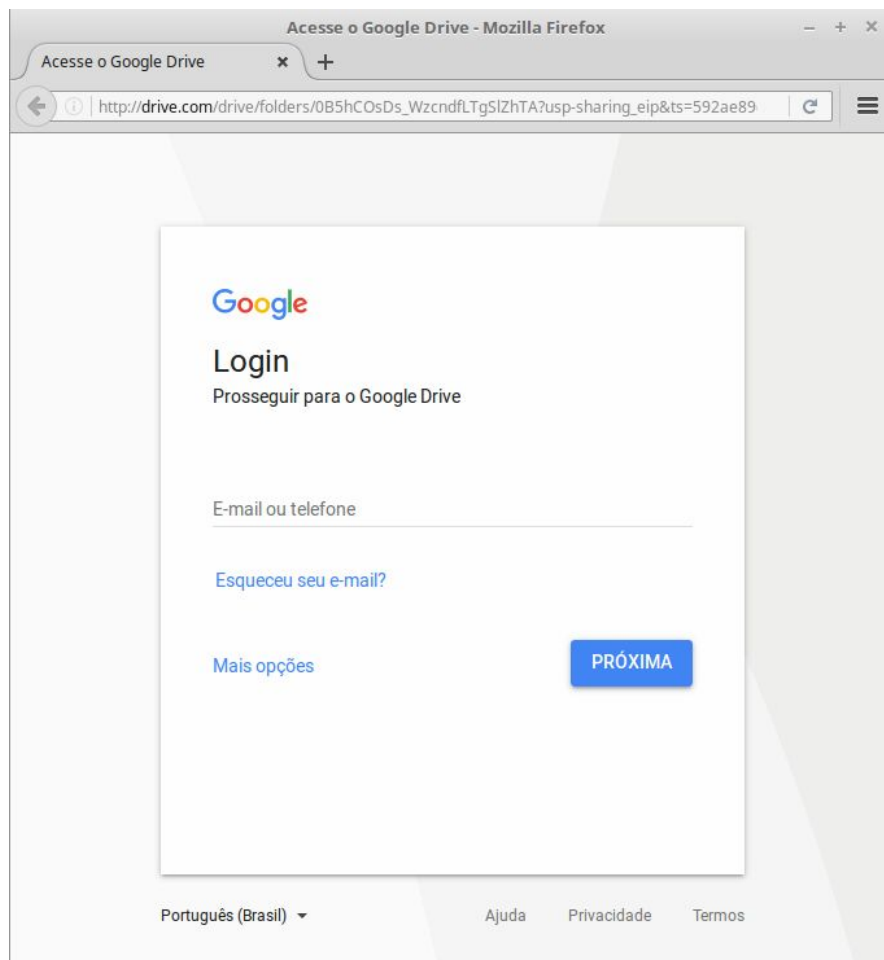 Acesse o Google Drive - Mozilla Firefox
Acesse o Google Drive
http://drive.com/drive/folders/0B5hCOsDs_WzcndfLTgSlZhTA?usp-sharing_eip&ts=592ae89
Google
Login
Prosseguir para o Google Drive
E-mail ou telefone
Esqueceu seu e-mail?
Mais opções PRÓXIMA
Português (Brasil) Ajuda Privacidade Termos